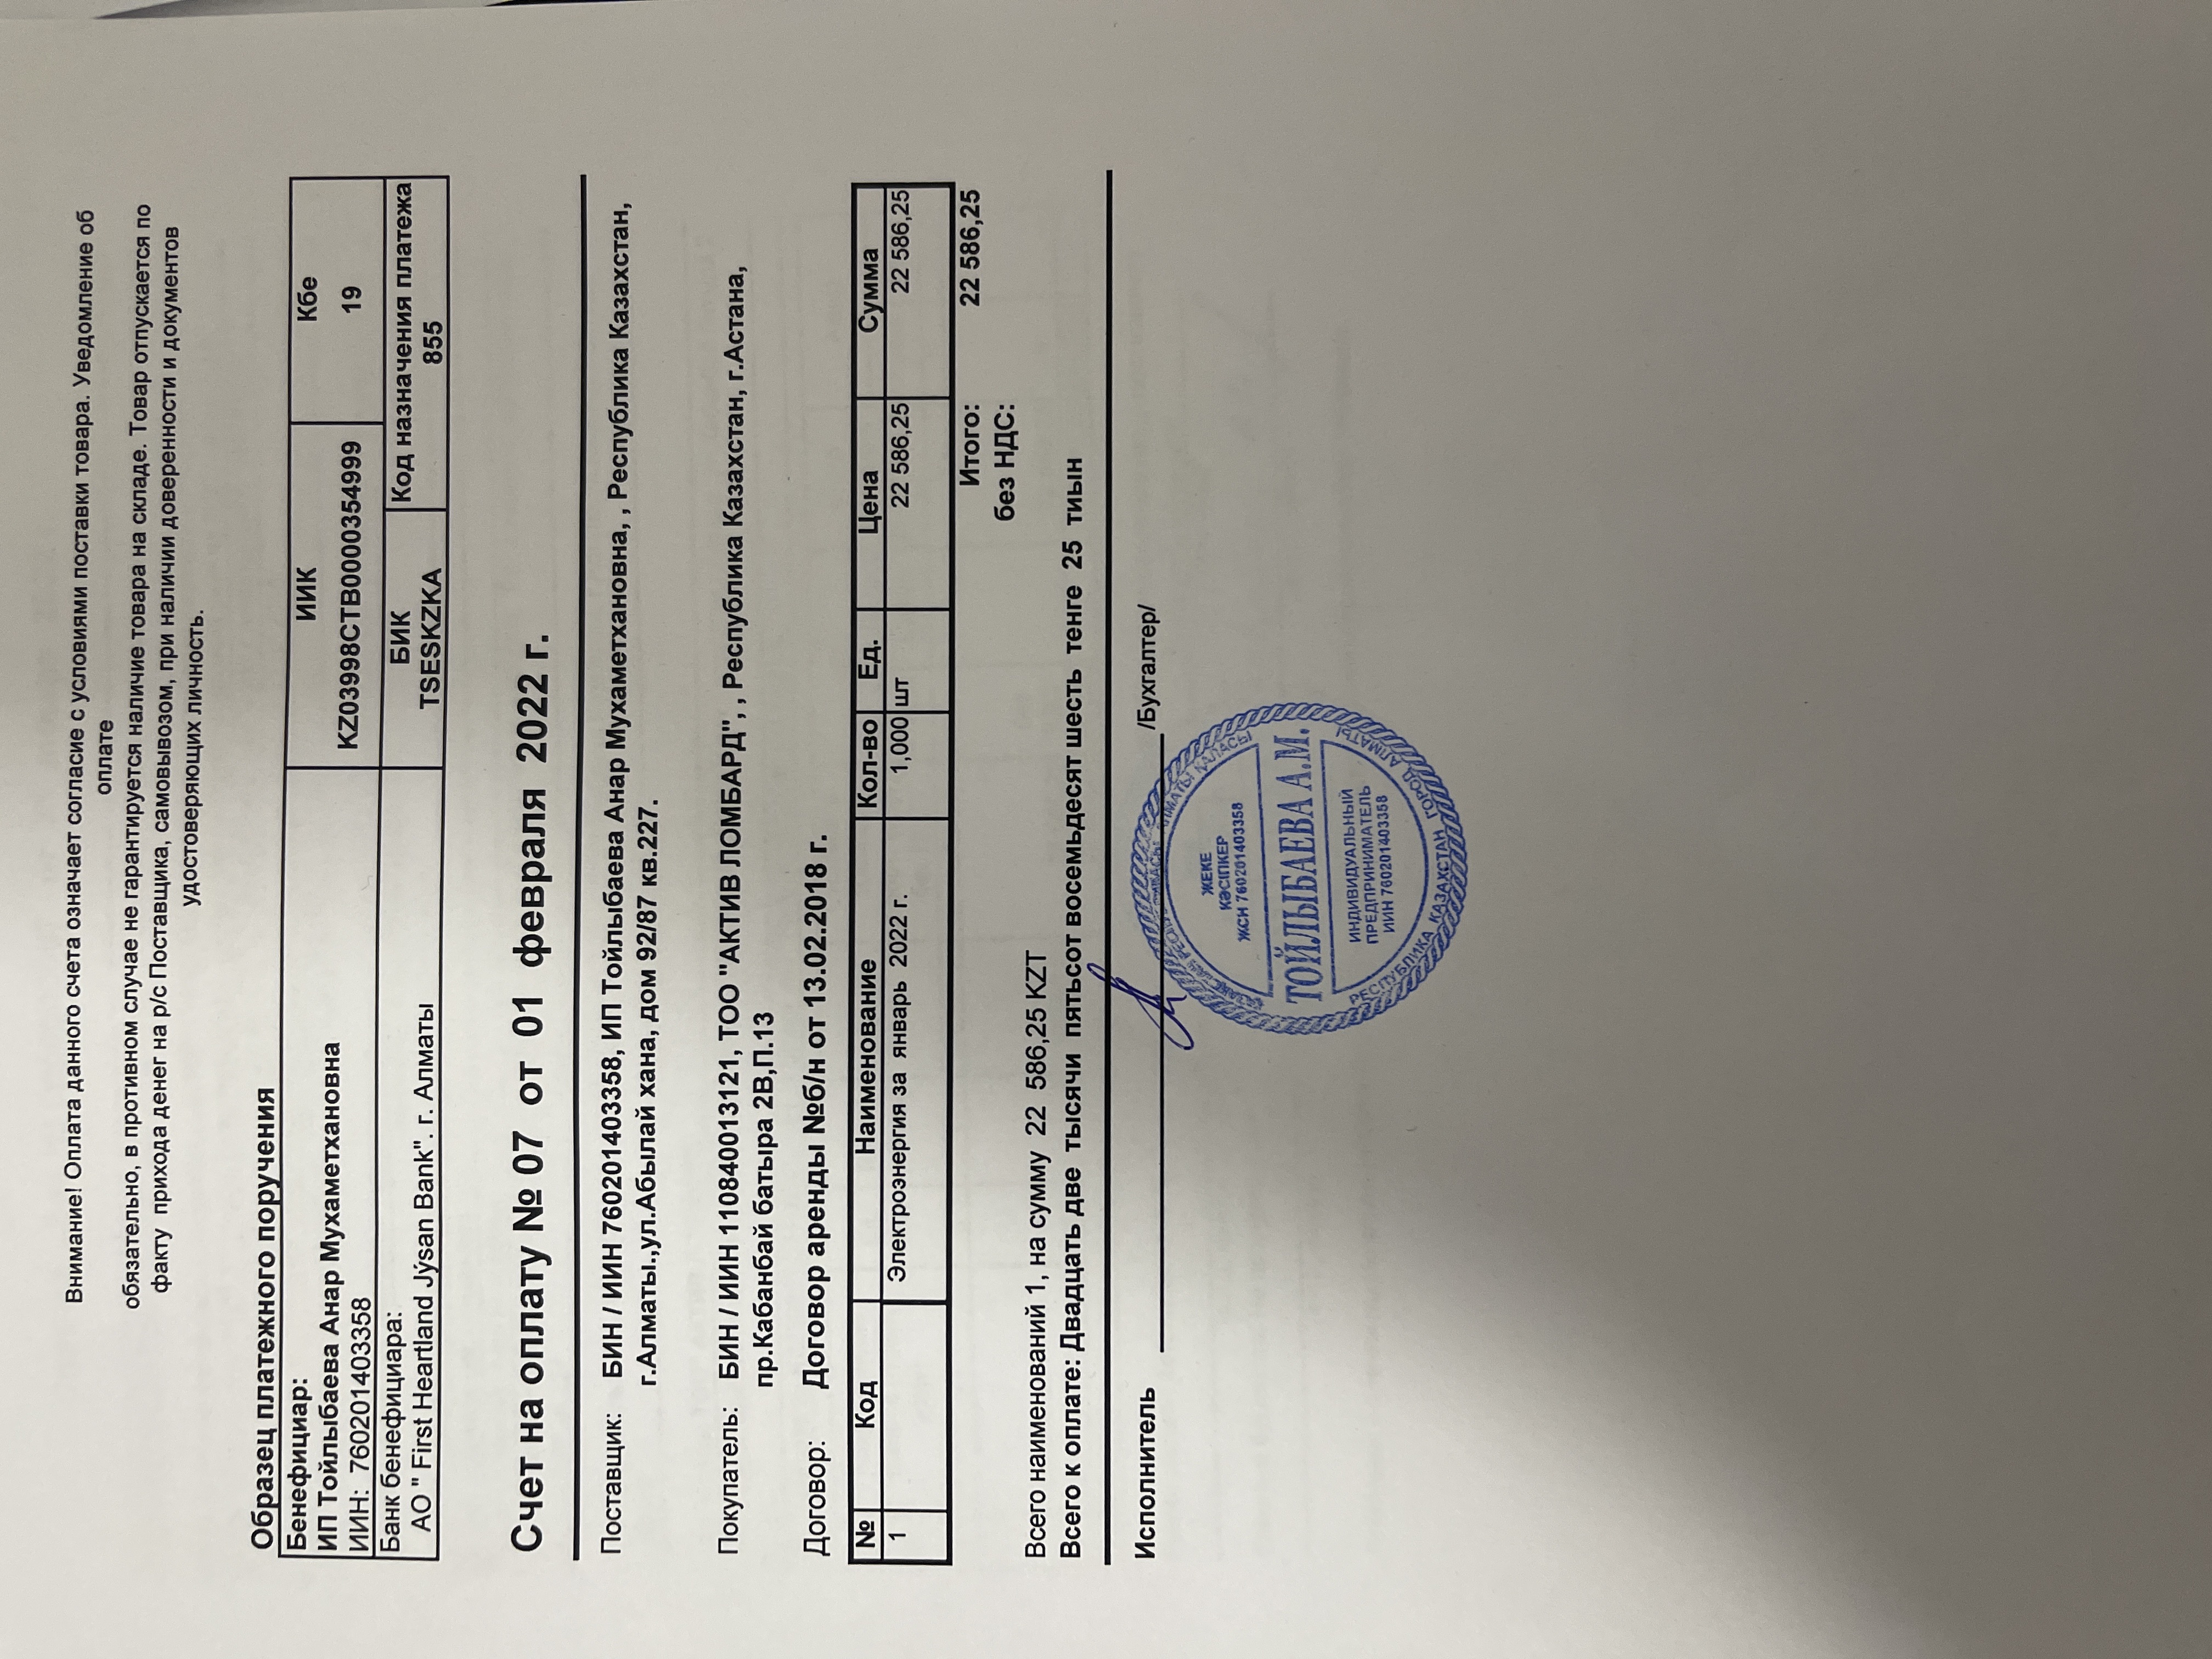 Внимание! Оплата данного счета означает согласие с условиями поставки товара. Уведомление об
оплате
обязательно, в противном случае не гарантируется наличие товара на складе. Товар отпускается по
факту прихода денег на р/с Поставщика, самовывозом, при наличии доверенности и документов
удостоверяющих личность.
Образец платежного поручения
Бенефициар:
ИП Тойлыбаева Анар Мухаметхановна
ИИН: 760201403358
ИИК
KZ03998CTB0000354999
Кбе
19
Банк бенефициара:
АО " First Heartland Jýsan Bank". г. Алматы
БИК
TSESKZKA
Код назначения платежа
855
Счет на оплату № 07 от 01 февраля 2022 г.
Поставщик: БИН / ИИН 760201403358, ИП Тойлыбаева Анар Мухаметхановна, , Республика Казахстан,
г.Алматы.,ул.Абылай хана, дом 92/87 кв.227.
Покупатель: БИН / ИИН 110840013121, ТОО "АКТИВ ЛОМБАРД", , Республика Казахстан, г.Астана,
пр.Кабанбай батыра 2В,П.13
Договор: Договор аренды №б/н от 13.02.2018 г.
№ Код Наименование Кол-во Ед. Цена Сумма
1 Электроэнергия за январь 2022 г. 1,000 шт 22 586,25 22 586,25
Итого: 22 586,25
без НДС:
Всего наименований 1, на сумму 22 586,25 KZT
Всего к оплате: Двадцать две тысячи пятьсот восемьдесят шесть тенге 25 тиын
Исполнитель /Бухгалтер/
ҚАЗАҚСТАН РЕСПУБЛИКАСЫ АЛМАТЫ ҚАЛАСЫ
ЖЕКЕ
КӘСІПКЕР
ЖСН 760201403358
ТОЙЛЫБАЕВА А.М.
ИНДИВИДУАЛЬНЫЙ
ПРЕДПРИНИМАТЕЛЬ
ИИН 760201403358
РЕСПУБЛИКА КАЗАХСТАН ГОРОД АЛМАТЫ